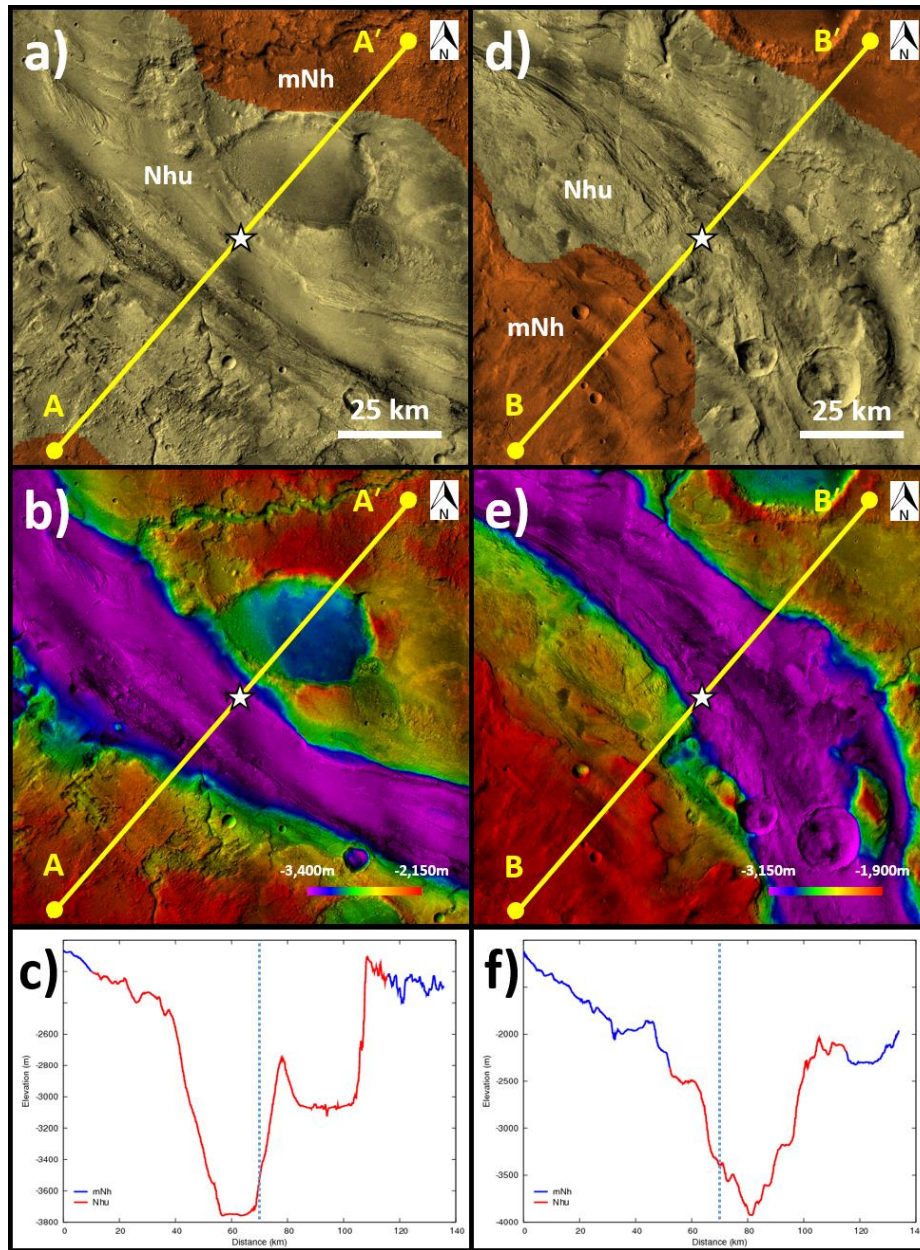 a)
A′
N
mNh
Nhu
A
25 km
d)
B′
N
Nhu
mNh
B
25 km
b)
A′
N
A
-3,400m
-2,150m
e)
B′
N
B
-3,150m
-1,900m
c)
Elevation (m)
-2600
-2800
-3000
-3200
-3400
-3600
-3800
mNh
Nhu
0
20
40
60
80
100
120
140
Distance (km)
f)
Elevation (m)
-2000
-2500
-3000
-3500
-4000
mNh
Nhu
0
20
40
60
80
100
120
140
Distance (km)